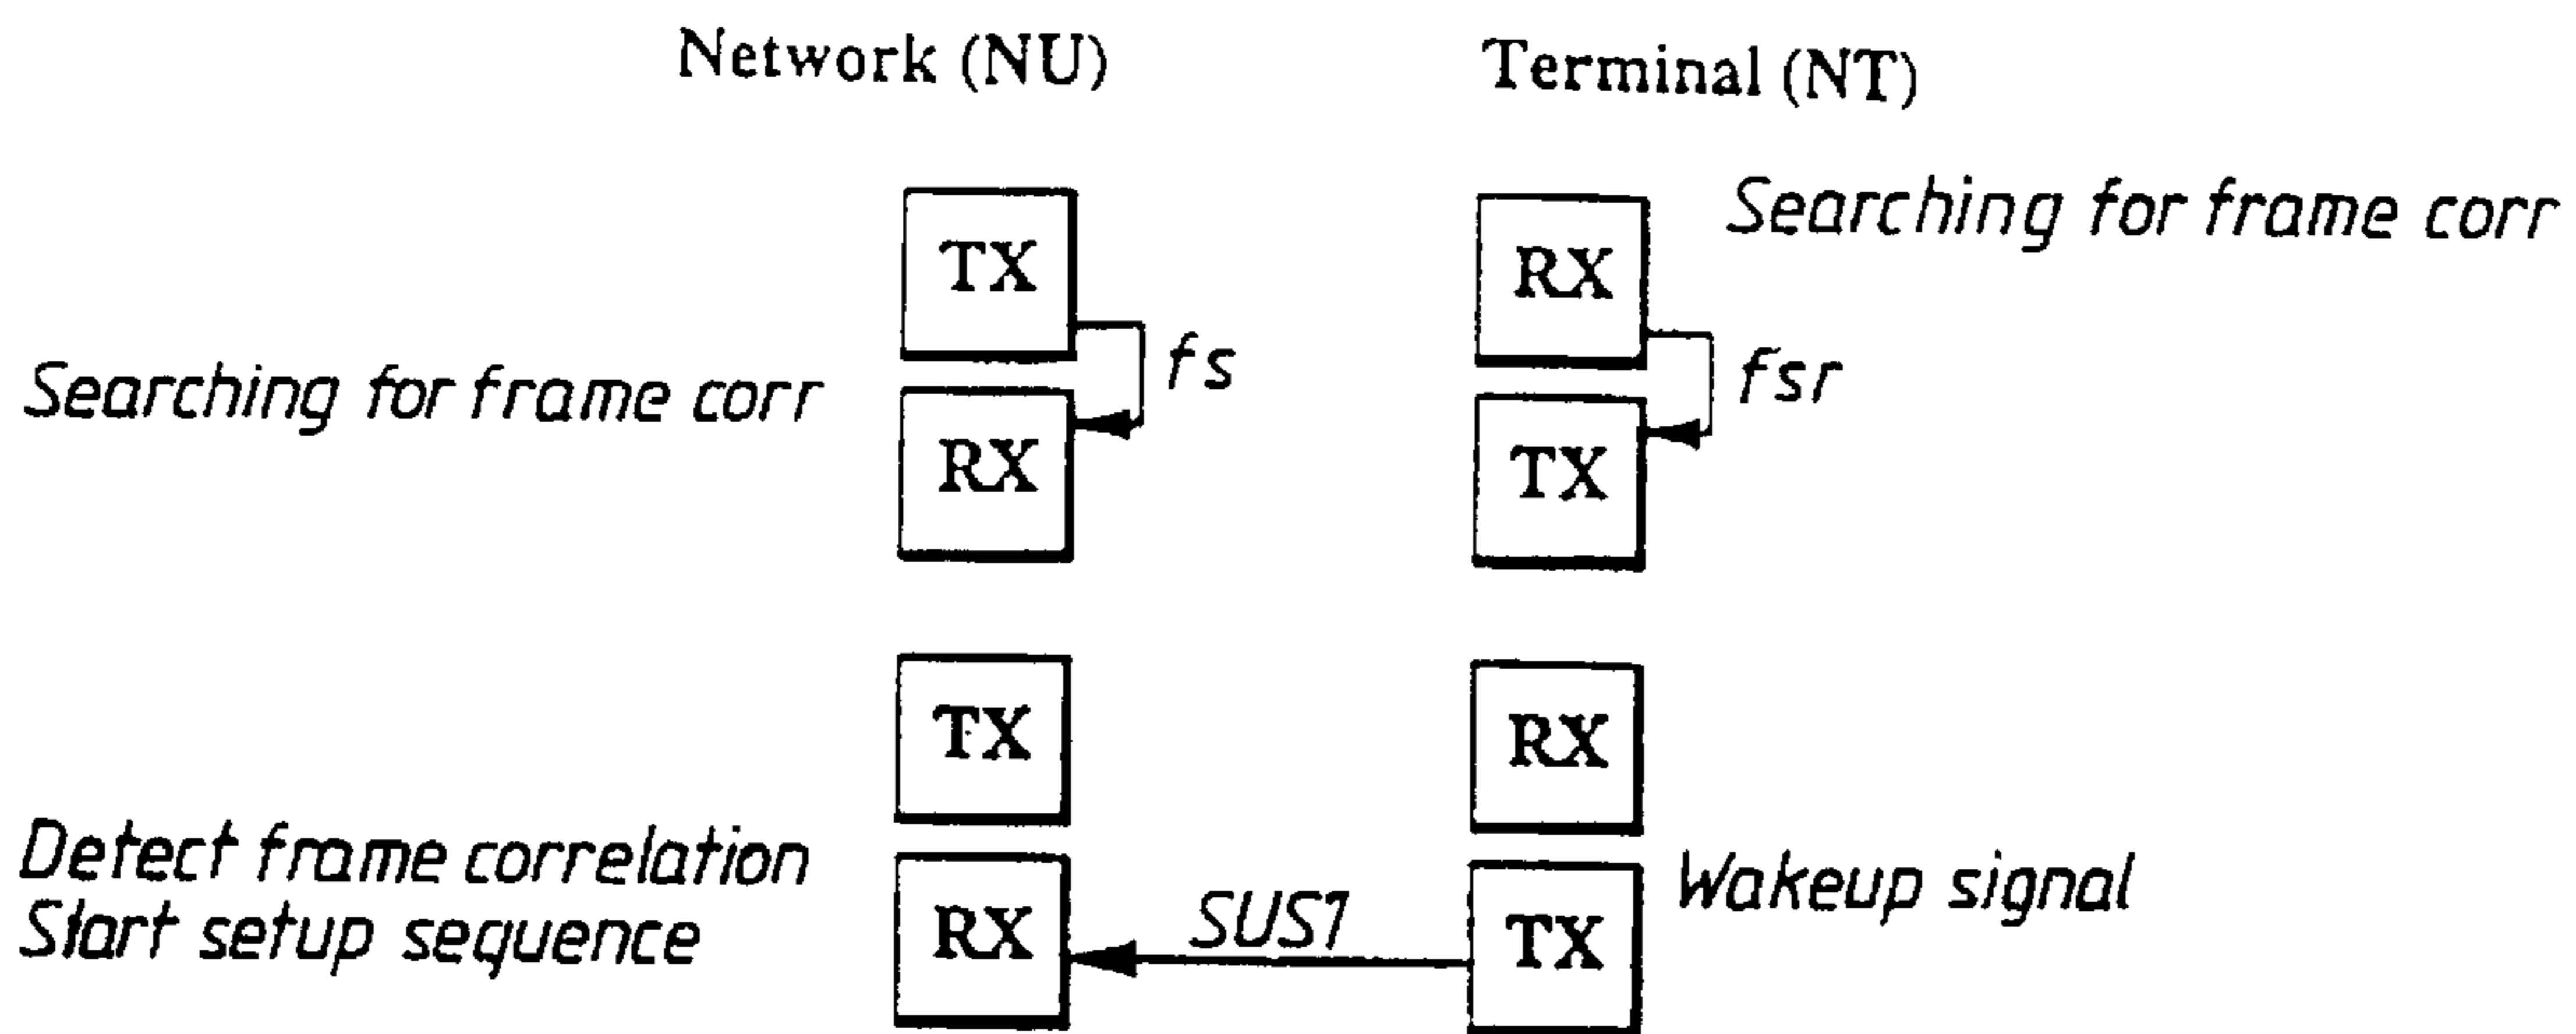 Network (NU)
Terminal (NT)
TX
RX
Searching for frame corr
fs
fsr
Searching for frame corr
RX
TX
TX
RX
Detect frame correlation
Start setup sequence
RX
SUS1
TX
Wakeup signal